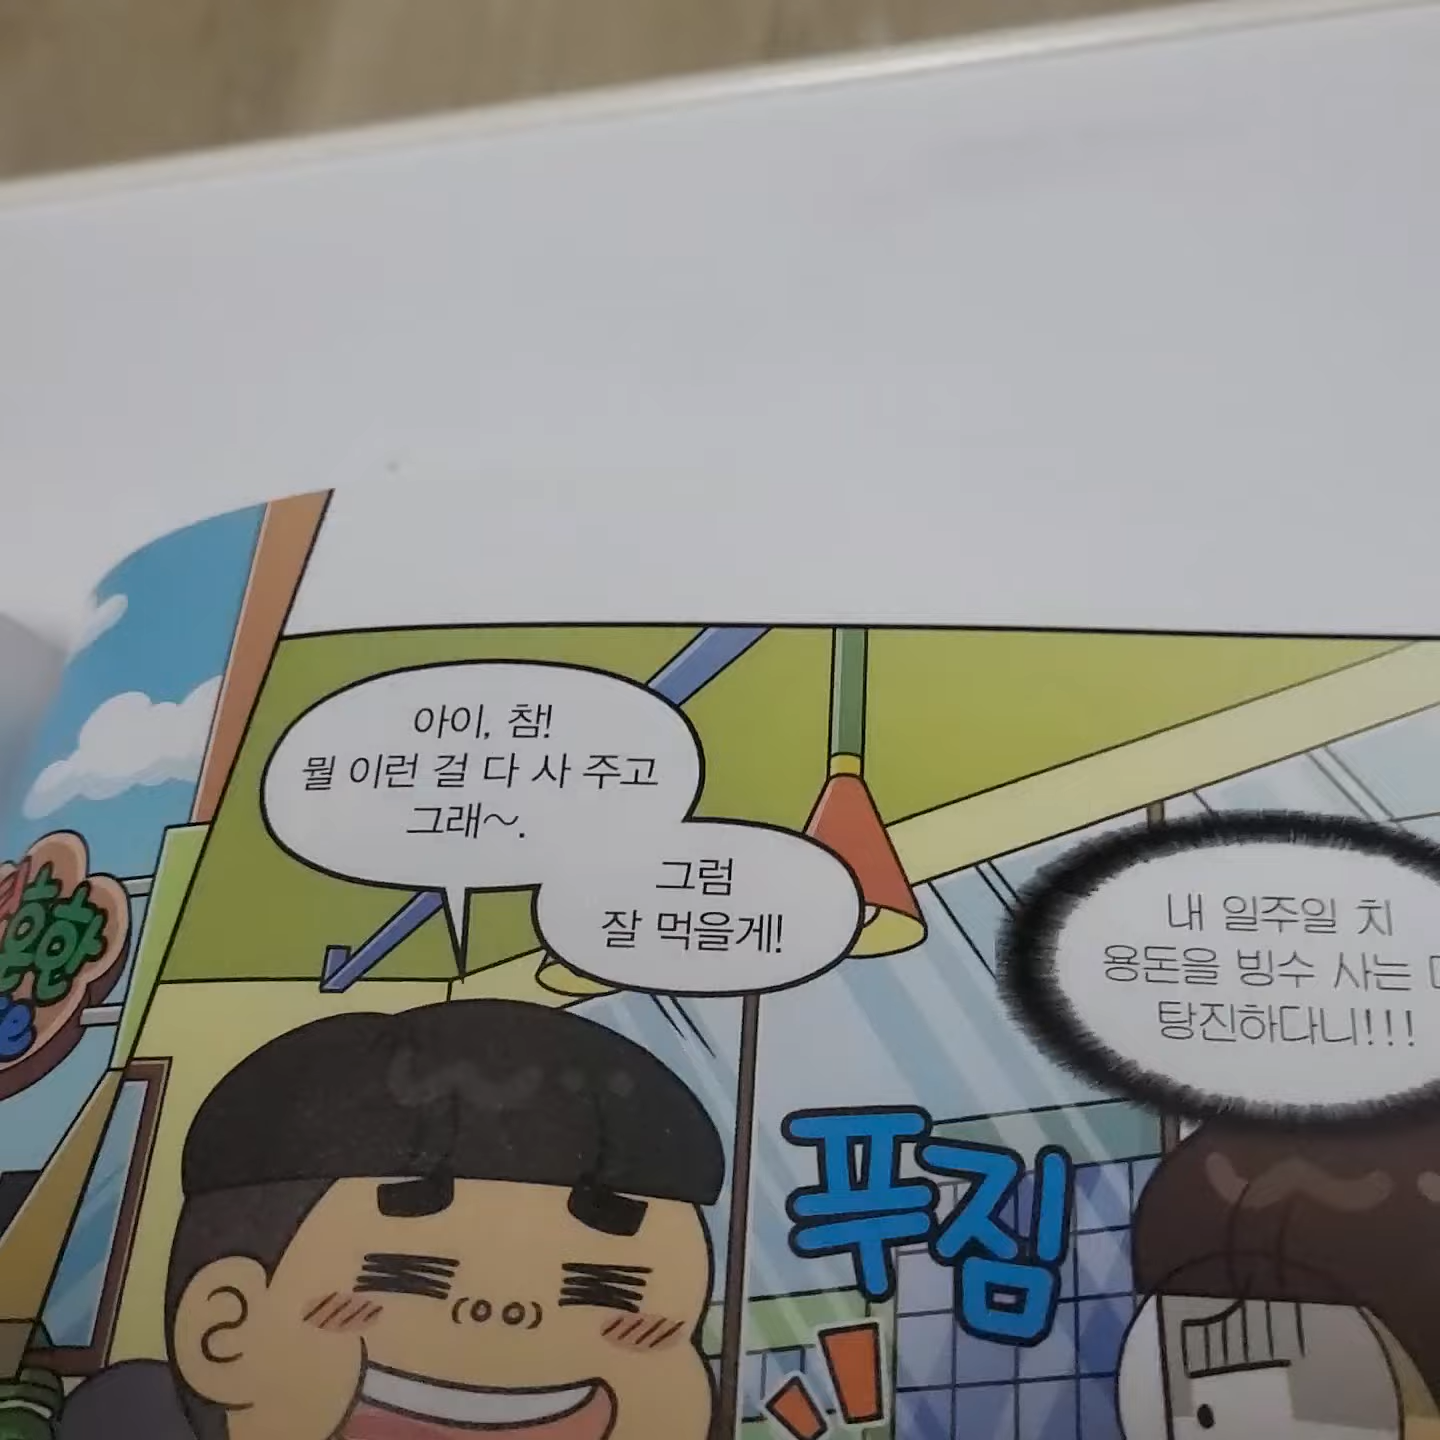 아이, 참!
뭘 이런 걸 다 사 주고
그래~.
그럼
잘 먹을게!
내 일주일 치
용돈을 빙수 사는
탕진하다니!!!
푸짐